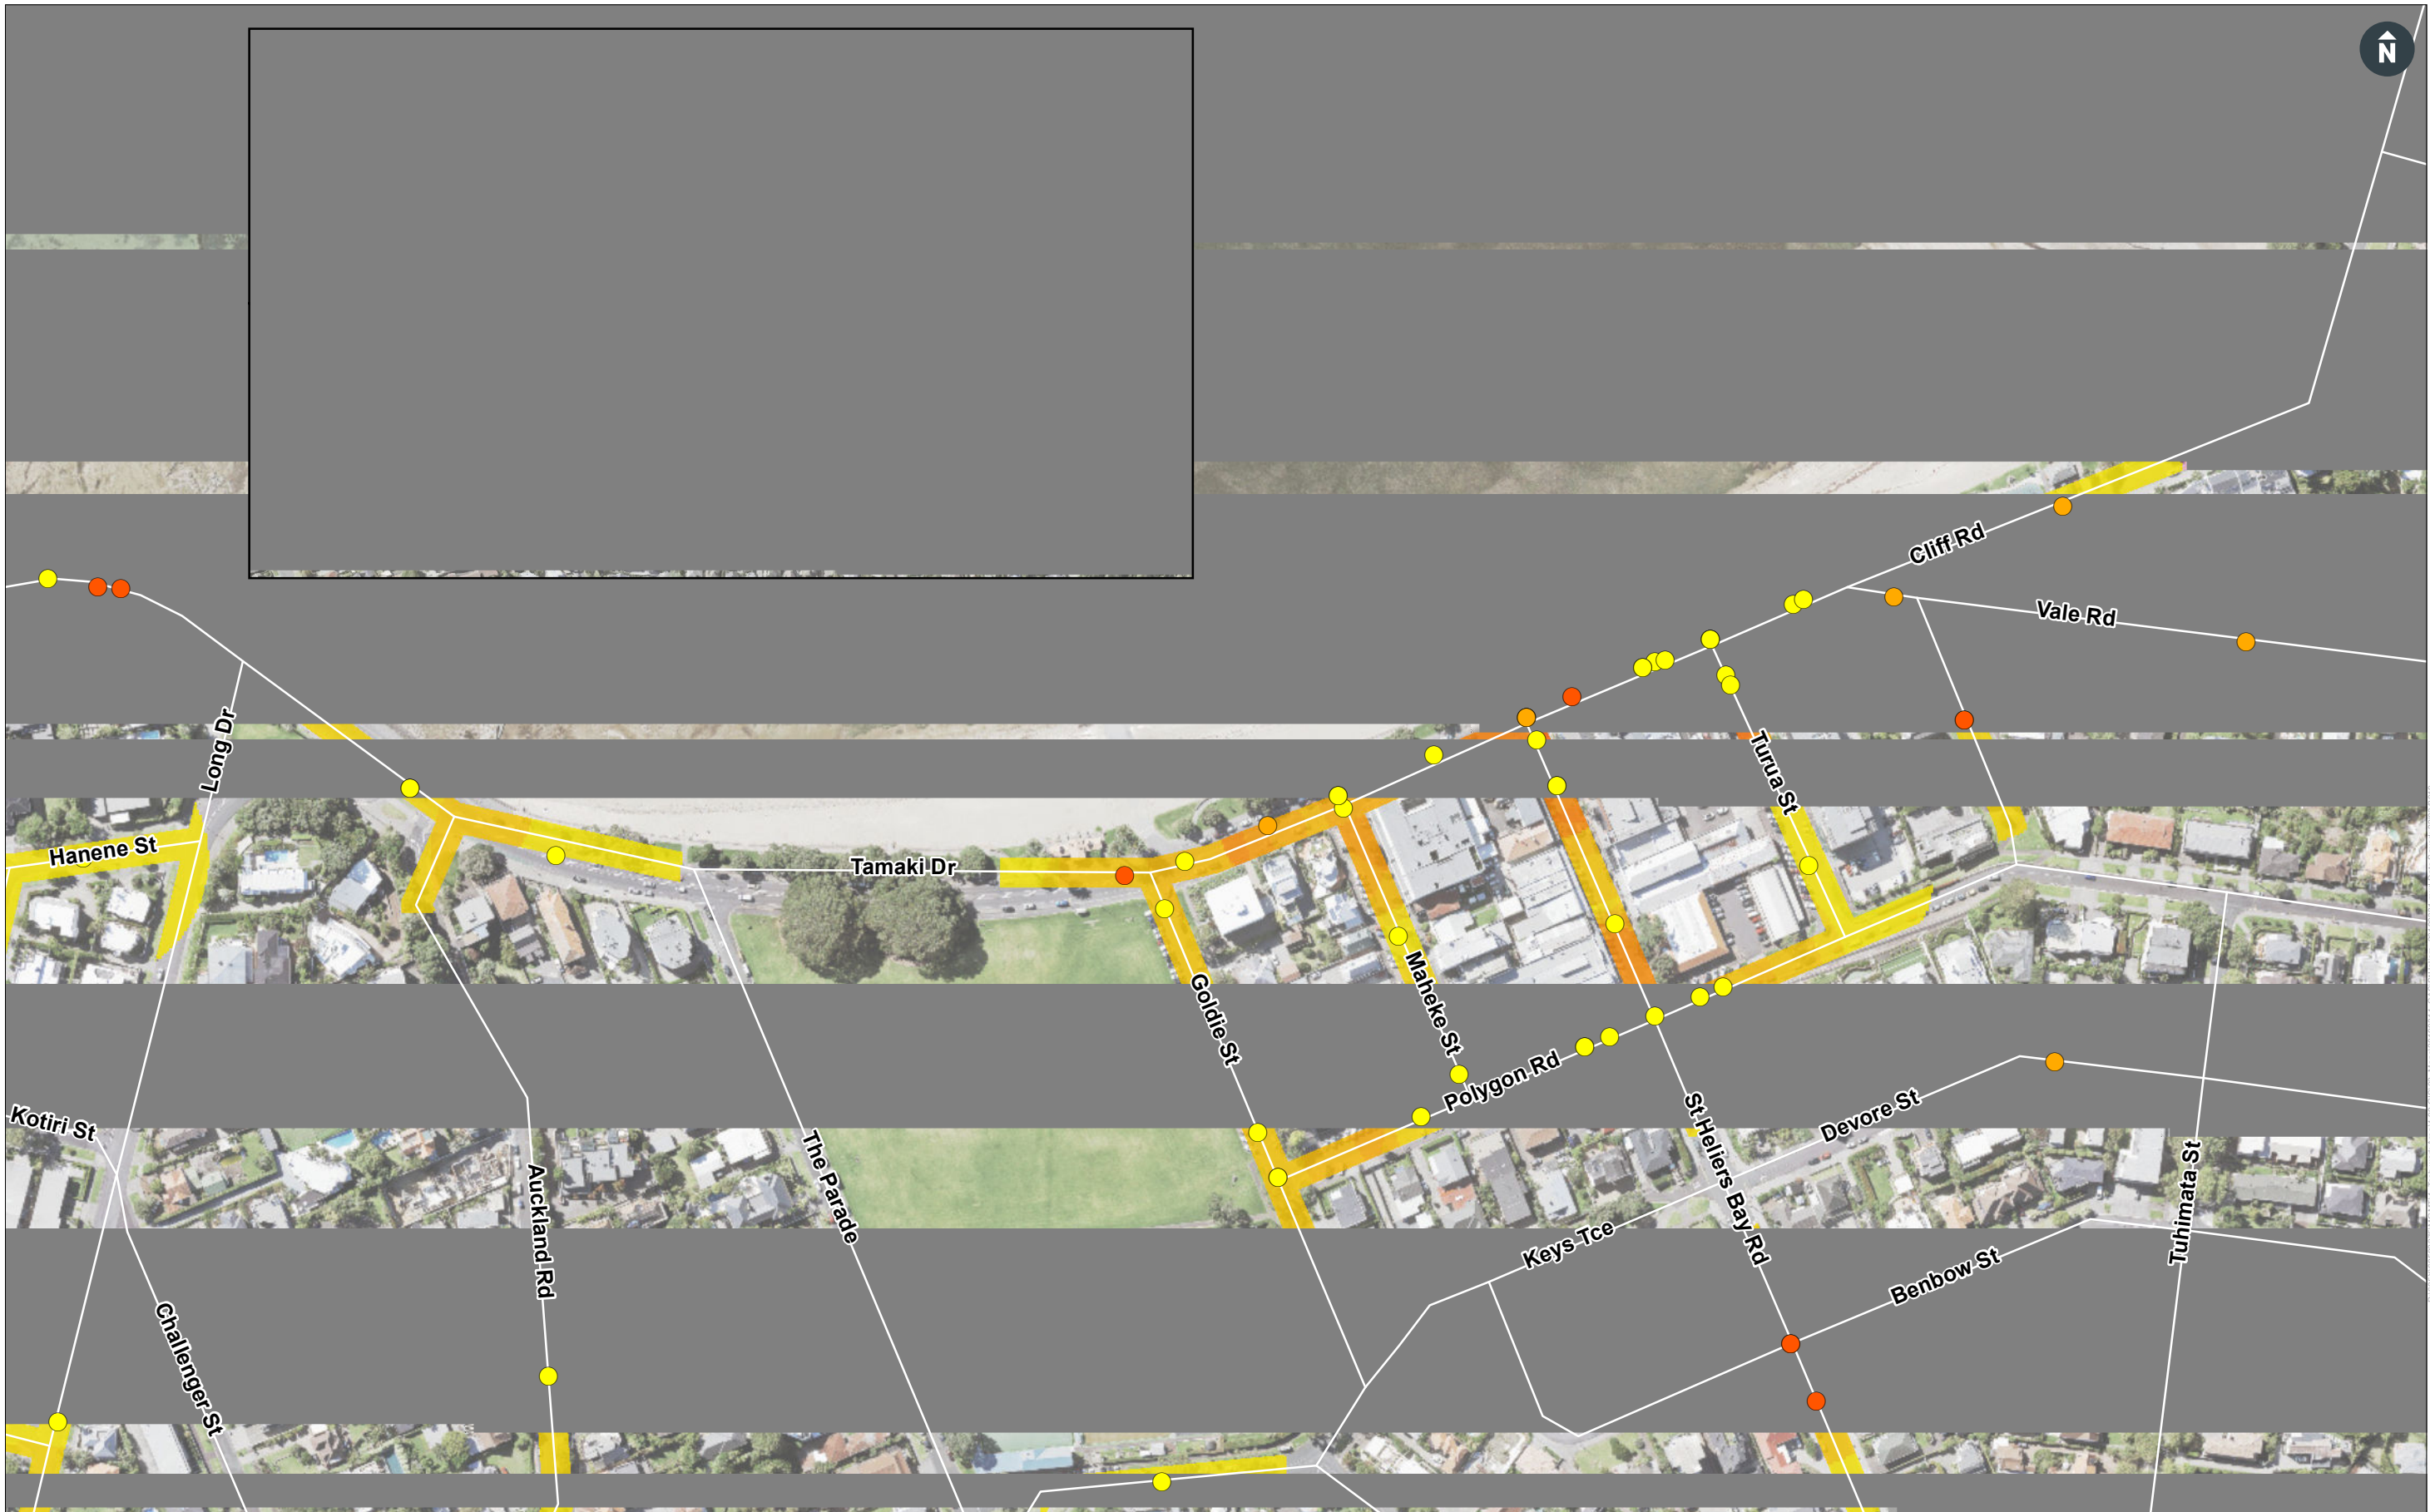 N
Cliff Rd
Vale Rd
Long Dr
Turua St
Hanene St
Tamaki Dr
Maheke St
Goldie St
Polygon Rd
Kotiri St
The Parade
Auckland Rd
St Heliers Bay Rd
Devore St
Keys Tce
Tuhimata St
Benbow St
Challenger St